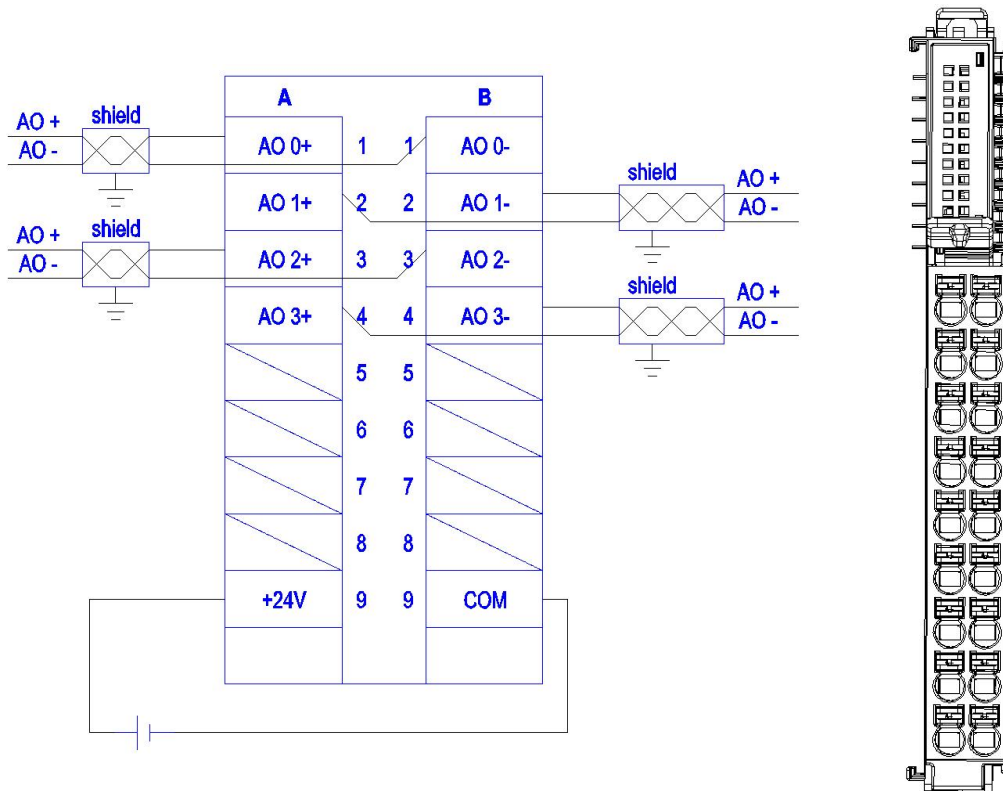 A B
AO + shield
AO 0+ 1 1 AO 0-
AO -
shield AO +
AO 1+ 2 2 AO 1-
AO -
AO + shield
AO 2+ 3 3 AO 2-
AO -
shield AO +
AO 3+ 4 4 AO 3-
AO -
5 5
6 6
7 7
8 8
+24V 9 9 COM